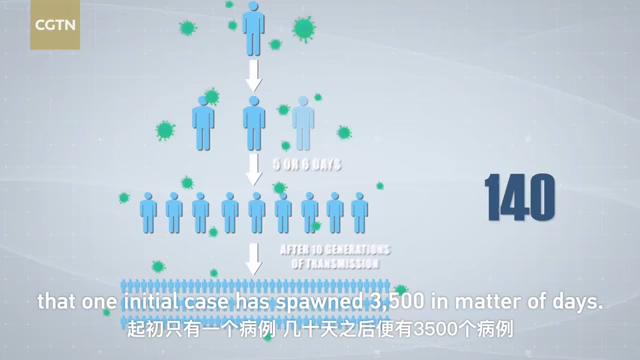 CGTN
5 OR 6 DAYS
140
AFTER 10 GENERATIONS
OF TRANSMISSION
that one initial case has spawned 3,500 in matter of days.
起初只有一个病例 几十天之后便有3500个病例